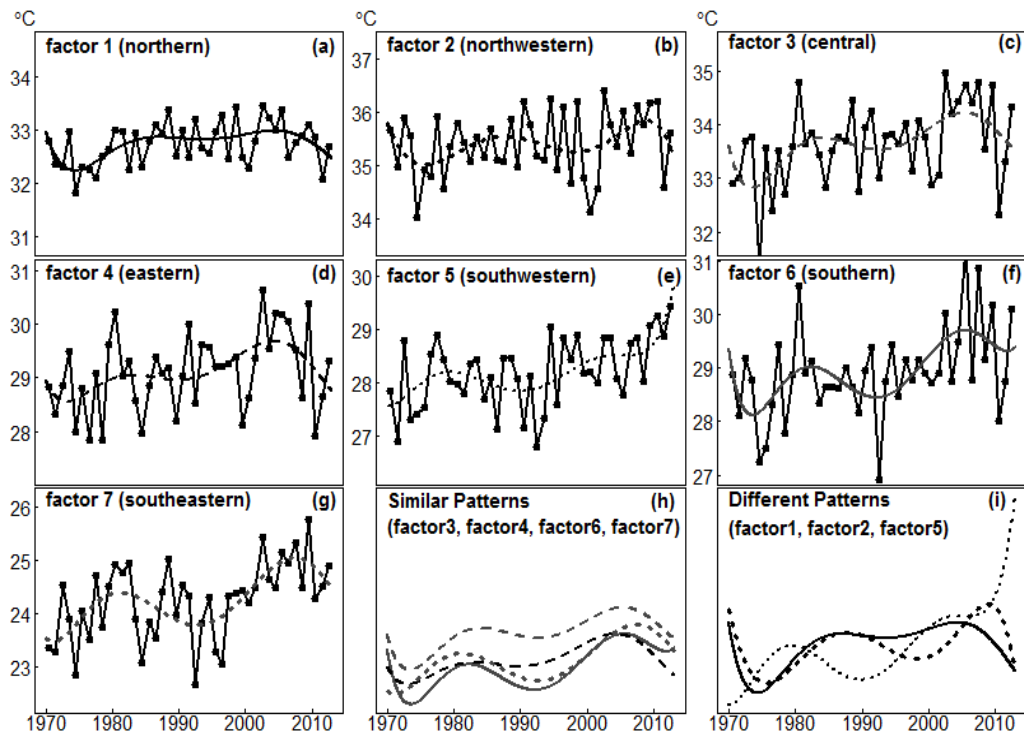 °C °C °C
factor 1 (northern) (a)
34
33
32
31
factor 2 (northwestern) (b)
37
36
35
34
factor 3 (central) (c)
35
34
33
32
factor 4 (eastern) (d)
31
30
29
28
factor 5 (southwestern) (e)
30
29
28
27
factor 6 (southern) (f)
31
30
29
28
27
factor 7 (southeastern) (g)
26
25
24
23
1970 1980 1990 2000 2010
Similar Patterns (h)
(factor3, factor4, factor6, factor7)
1970 1980 1990 2000 2010
Different Patterns (i)
(factor1, factor2, factor5)
1970 1980 1990 2000 2010